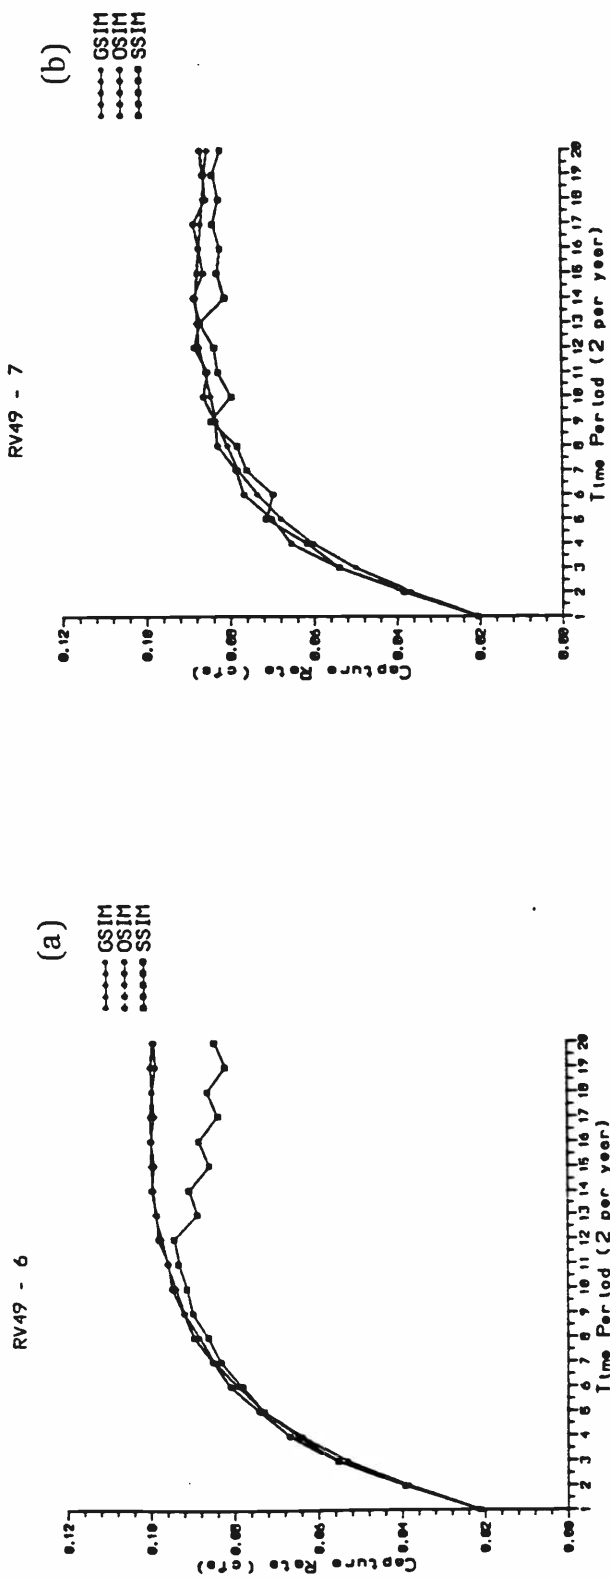 RV49 - 6
(a)
GSIM
OSIM
SSIM
Capture Rate (cfs)
0.12
0.10
0.08
0.06
0.04
0.02
0.00
1 2 3 4 5 6 7 8 9 10 11 12 13 14 15 16 17 18 19 20
Time Period (2 per year)
RV49 - 7
(b)
GSIM
OSIM
SSIM
Capture Rate (cfs)
0.12
0.10
0.08
0.06
0.04
0.02
0.00
1 2 3 4 5 6 7 8 9 10 11 12 13 14 15 16 17 18 19 20
Time Period (2 per year)